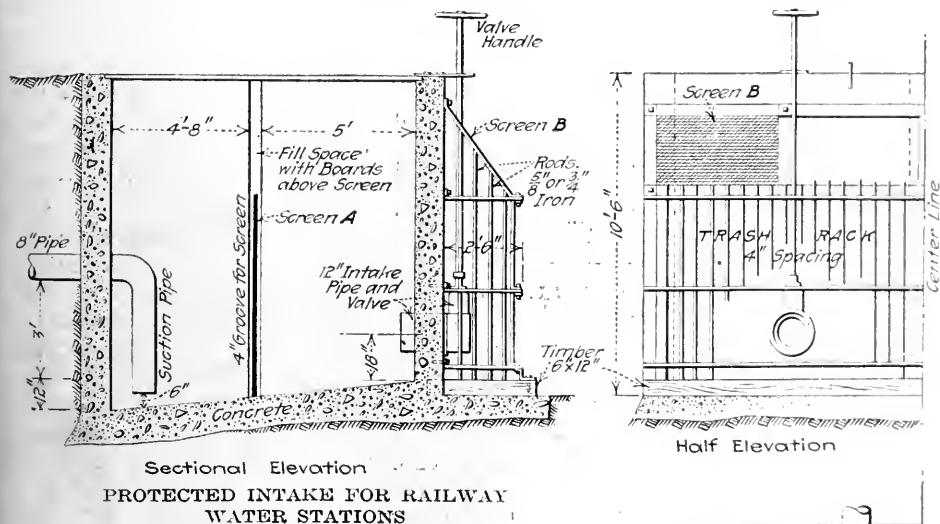 Valve
Handle
4'-8"
5'
Fill Space
with Boards
above Screen
Screen A
Screen B
Rods.
5/8" or 3/4"
Iron
2'-6"
8" Pipe
Suction Pipe
3'
12"
6"
4" Groove for Screen
12" Intake
Pipe and
Valve
18"
Concrete
Timber
6"x12"
Sectional Elevation
Screen B
10'-6"
TRASH RACK
4" Spacing
Center Line
Half Elevation
PROTECTED INTAKE FOR RAILWAY
WATER STATIONS